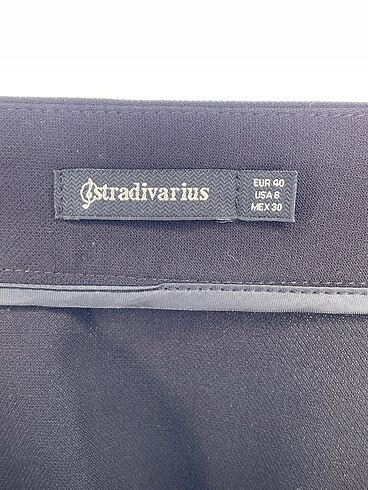 stradivarius
EUR 40
USA 8
MEX 30